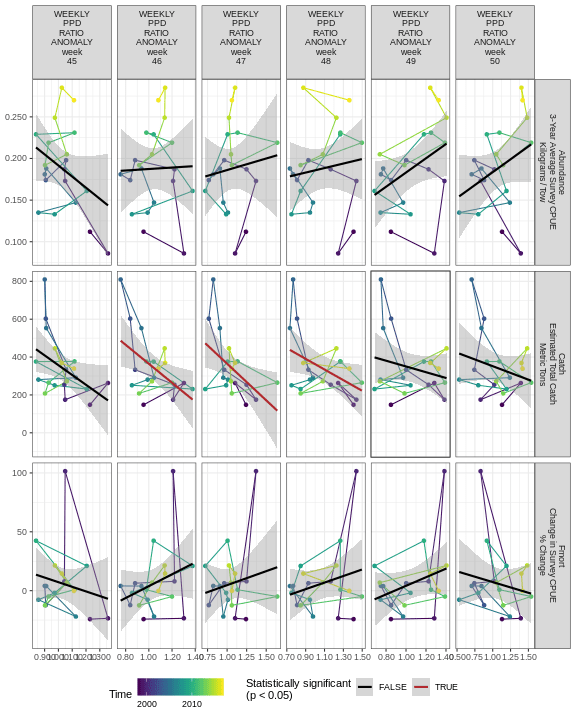 WEEKLY
PPD
RATIO
ANOMALY
week
45
WEEKLY
PPD
RATIO
ANOMALY
week
46
WEEKLY
PPD
RATIO
ANOMALY
week
47
WEEKLY
PPD
RATIO
ANOMALY
week
48
WEEKLY
PPD
RATIO
ANOMALY
week
49
WEEKLY
PPD
RATIO
ANOMALY
week
50
0.250
0.200
0.150
0.100
Abundance
3-Year Average Survey CPUE
Kilograms / Tow
800
600
400
200
0
Catch
Estimated Total Catch
Metric Tons
100
50
0
Fmort
Change in Survey CPUE
% Change
0.80 1.00 1.20 1.40
0.75 1.00 1.25 1.50
0.70 0.90 1.10 1.30 1.50
0.60 0.80 1.00 1.20 1.40
0.50 0.75 1.00 1.25 1.50
Time
2000 2010
Statistically significant
(p < 0.05)
FALSE TRUE